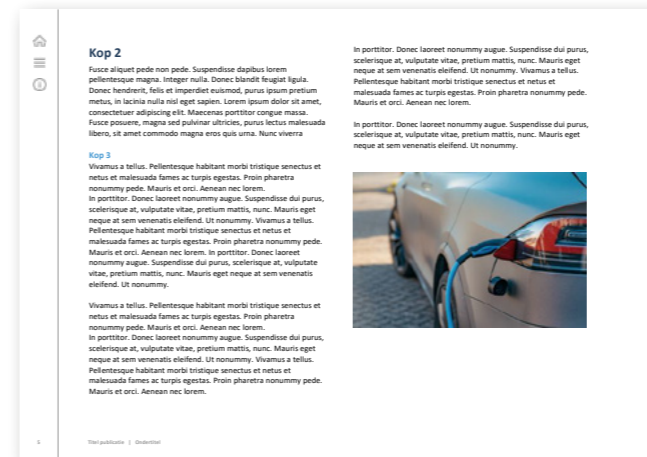 Kop 2
Fusce aliquet pede non pede. Suspendisse dapibus lorem
pellentesque magna. Integer nulla. Donec blandit feugiat ligula.
Donec hendrerit, felis et imperdiet euismod, purus ipsum pretium
metus, in lacinia nulla nisl eget sapien. Lorem ipsum dolor sit amet,
consectetuer adipiscing elit. Maecenas porttitor congue massa.
Fusce posuere, magna sed pulvinar ultricies, purus lectus malesuada
libero, sit amet commodo magna eros quis urna. Nunc viverra
Kop 3
Vivamus a tellus. Pellentesque habitant morbi tristique senectus et
netus et malesuada fames ac turpis egestas. Proin pharetra
nonummy pede. Mauris et orci. Aenean nec lorem.
In porttitor. Donec laoreet nonummy augue. Suspendisse dui purus,
scelerisque at, vulputate vitae, pretium mattis, nunc. Mauris eget
neque at sem venenatis eleifend. Ut nonummy. Vivamus a tellus.
Pellentesque habitant morbi tristique senectus et netus et
malesuada fames ac turpis egestas. Proin pharetra nonummy pede.
Mauris et orci. Aenean nec lorem. In porttitor. Donec laoreet
nonummy augue. Suspendisse dui purus, scelerisque at, vulputate
vitae, pretium mattis, nunc. Mauris eget neque at sem venenatis
eleifend. Ut nonummy.
Vivamus a tellus. Pellentesque habitant morbi tristique senectus et
netus et malesuada fames ac turpis egestas. Proin pharetra
nonummy pede. Mauris et orci. Aenean nec lorem.
In porttitor. Donec laoreet nonummy augue. Suspendisse dui purus,
scelerisque at, vulputate vitae, pretium mattis, nunc. Mauris eget
neque at sem venenatis eleifend. Ut nonummy. Vivamus a tellus.
Pellentesque habitant morbi tristique senectus et netus et
malesuada fames ac turpis egestas. Proin pharetra nonummy pede.
Mauris et orci. Aenean nec lorem.
In porttitor. Donec laoreet nonummy augue. Suspendisse dui purus,
scelerisque at, vulputate vitae, pretium mattis, nunc. Mauris eget
neque at sem venenatis eleifend. Ut nonummy. Vivamus a tellus.
Pellentesque habitant morbi tristique senectus et netus et
malesuada fames ac turpis egestas. Proin pharetra nonummy pede.
Mauris et orci. Aenean nec lorem.
In porttitor. Donec laoreet nonummy augue. Suspendisse dui purus,
scelerisque at, vulputate vitae, pretium mattis, nunc. Mauris eget
neque at sem venenatis eleifend. Ut nonummy.
Titel publicatie | Ondertitel